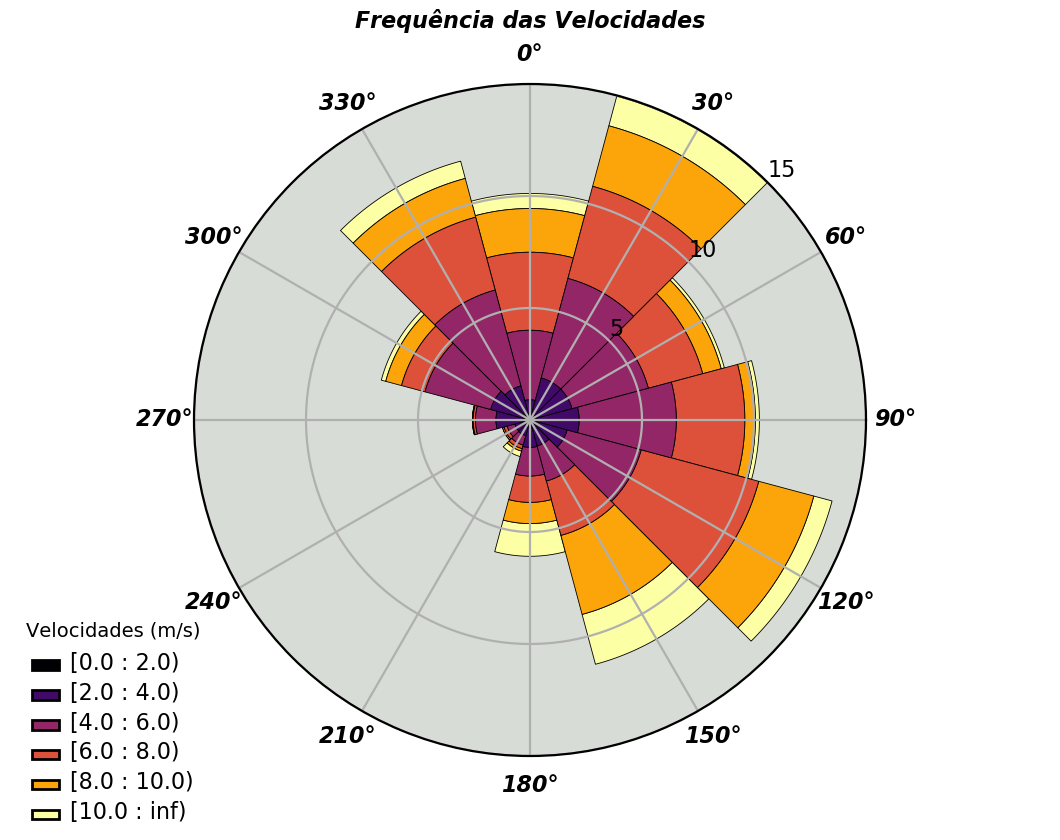 Frequência das Velocidades
0°
330°
30°
15
300°
60°
10
5
270°
90°
240°
120°
210°
150°
180°
Velocidades (m/s)
[0.0 : 2.0)
[2.0 : 4.0)
[4.0 : 6.0)
[6.0 : 8.0)
[8.0 : 10.0)
[10.0 : inf)